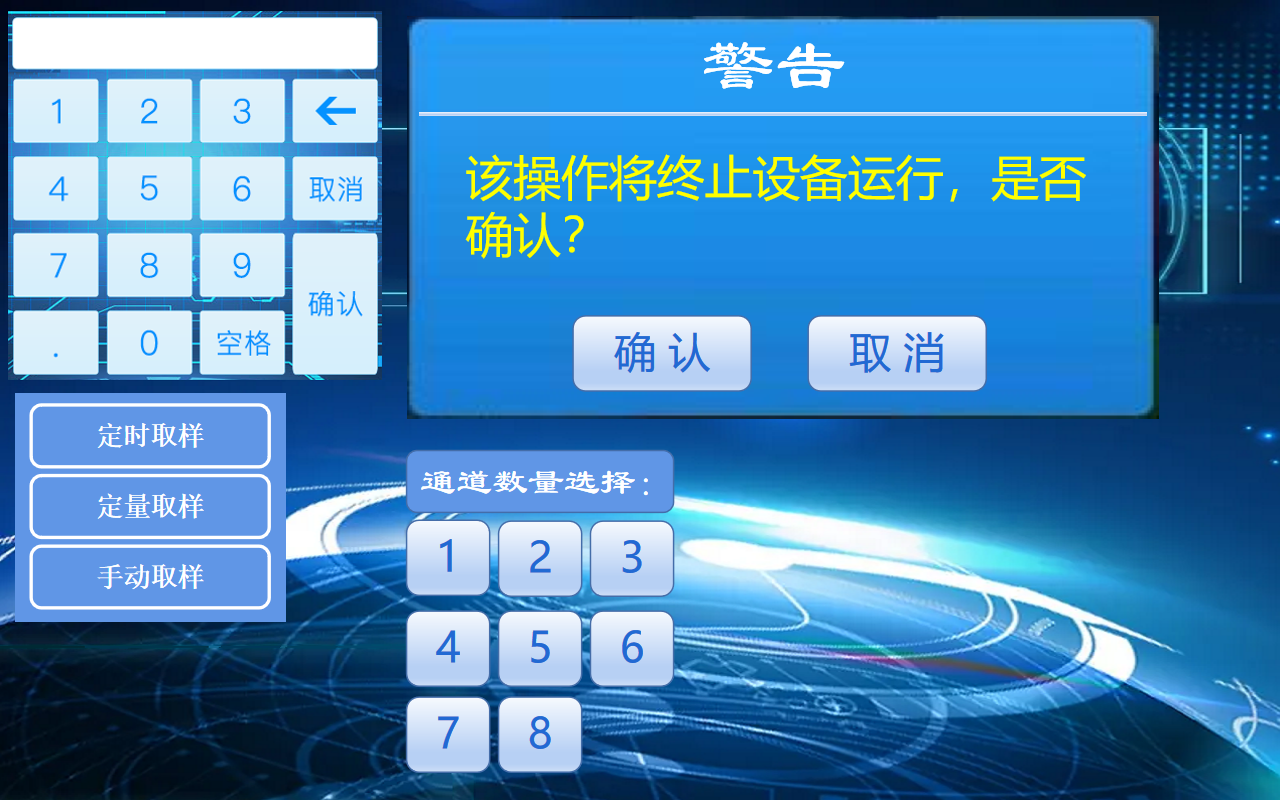 1 2 3 ←
4 5 6 取消
7 8 9
确认
. 0 空格
定时取样
定量取样
手动取样
警告
该操作将终止设备运行，是否
确认？
确认 取消
通道数量选择：
1 2 3
4 5 6
7 8